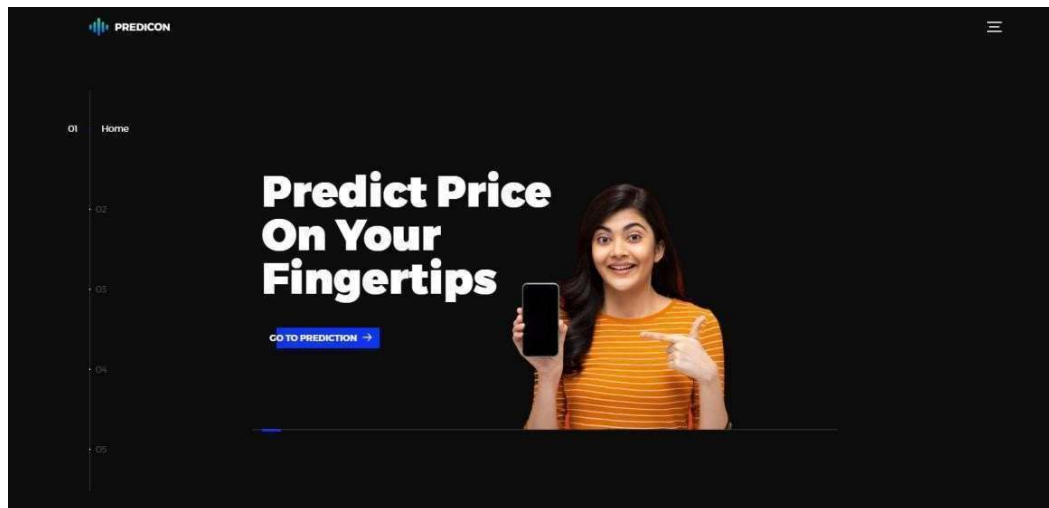 PREDICON
01 Home
Predict Price
On Your
Fingertips
GO TO PREDICTION →
02
03
04
05